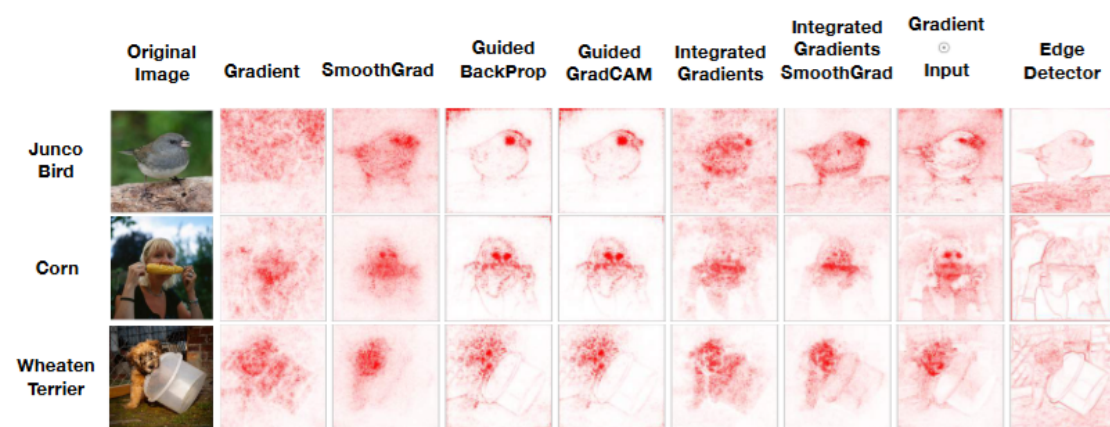 Original
Image
Gradient
SmoothGrad
Guided
BackProp
Guided
GradCAM
Integrated
Gradients
Integrated
Gradients
SmoothGrad
Gradient
⊙
Input
Edge
Detector
Junco
Bird
Corn
Wheaten
Terrier